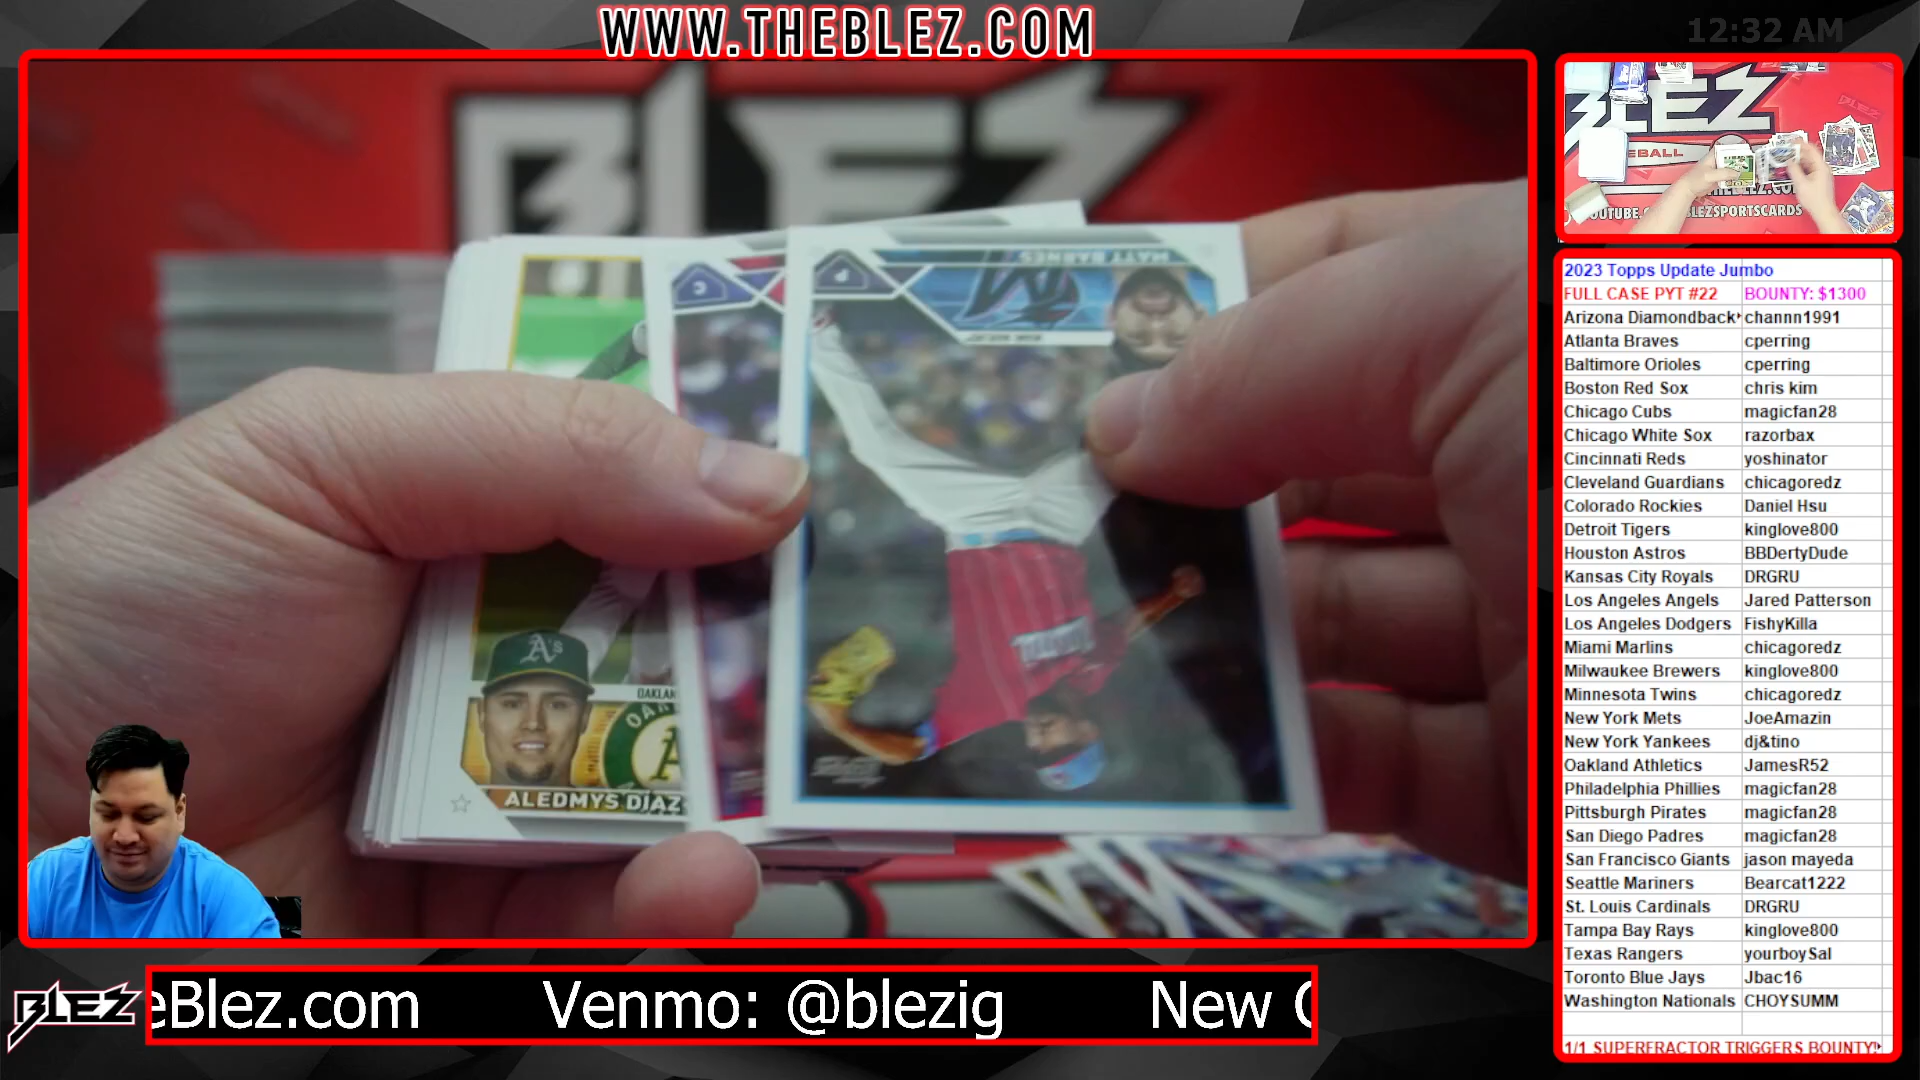 WWW.THEBLEZ.COM
12:32 AM
BLEZ
BLEZ
EBALL
LEZSPORTSCARDS
MATT BARNES
P
C
MIAMI
A's
ALEDMYS DIAZ
2023 Topps Update Jumbo
FULL CASE PYT #22 BOUNTY: $1300
Arizona Diamondback channn1991
Atlanta Braves cperring
Baltimore Orioles cperring
Boston Red Sox chris kim
Chicago Cubs magicfan28
Chicago White Sox razorbax
Cincinnati Reds yoshinator
Cleveland Guardians chicagoredz
Colorado Rockies Daniel Hsu
Detroit Tigers kinglove800
Houston Astros BBDertyDude
Kansas City Royals DRGRU
Los Angeles Angels Jared Patterson
Los Angeles Dodgers FishyKilla
Miami Marlins chicagoredz
Milwaukee Brewers kinglove800
Minnesota Twins chicagoredz
New York Mets JoeAmazin
New York Yankees dj&tino
Oakland Athletics JamesR52
Philadelphia Phillies magicfan28
Pittsburgh Pirates magicfan28
San Diego Padres magicfan28
San Francisco Giants jason mayeda
Seattle Mariners Bearcat1222
St. Louis Cardinals DRGRU
Tampa Bay Rays kinglove800
Texas Rangers yourboySal
Toronto Blue Jays Jbac16
Washington Nationals CHOYSUMM
1/1 SUPERFRACTOR TRIGGERS BOUNTY!
BLEZ
eBlez.com Venmo: @blezig New